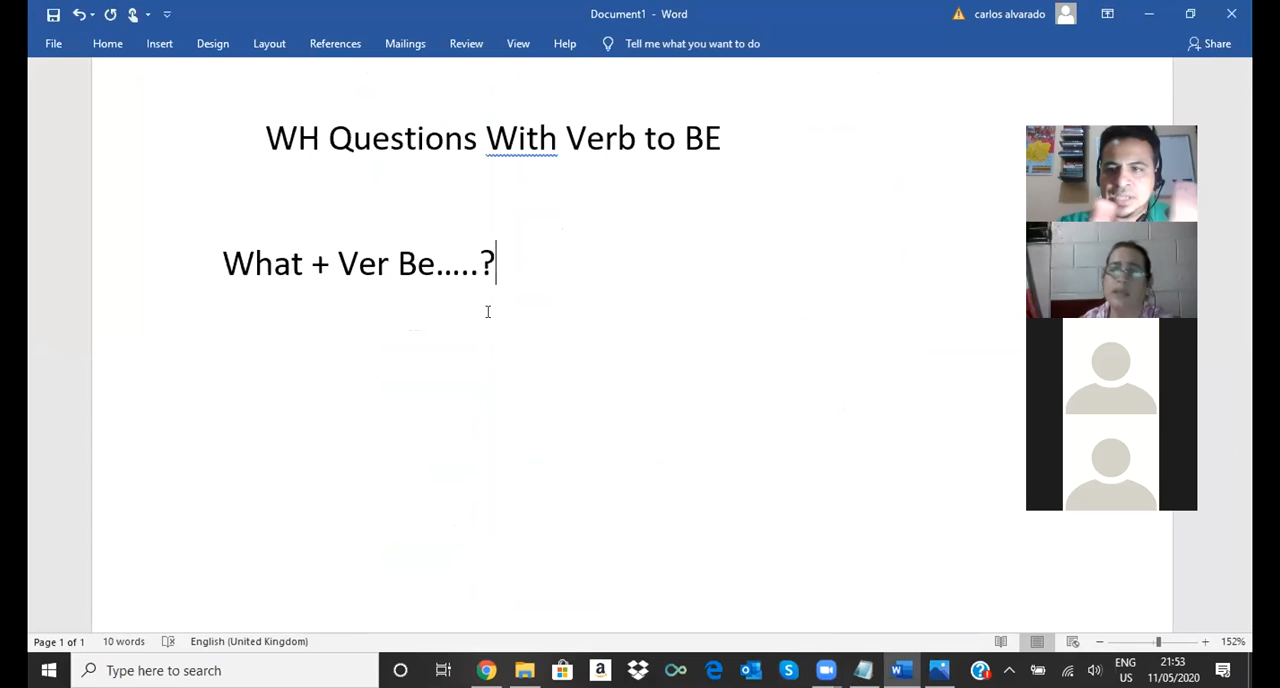 Document1 - Word
carlos alvarado
File Home Insert Design Layout References Mailings Review View Help Tell me what you want to do Share
WH Questions With Verb to BE
What + Ver Be.....?
Page 1 of 1 10 words English (United Kingdom) 152%
Type here to search
ENG 21:53
US 11/05/2020